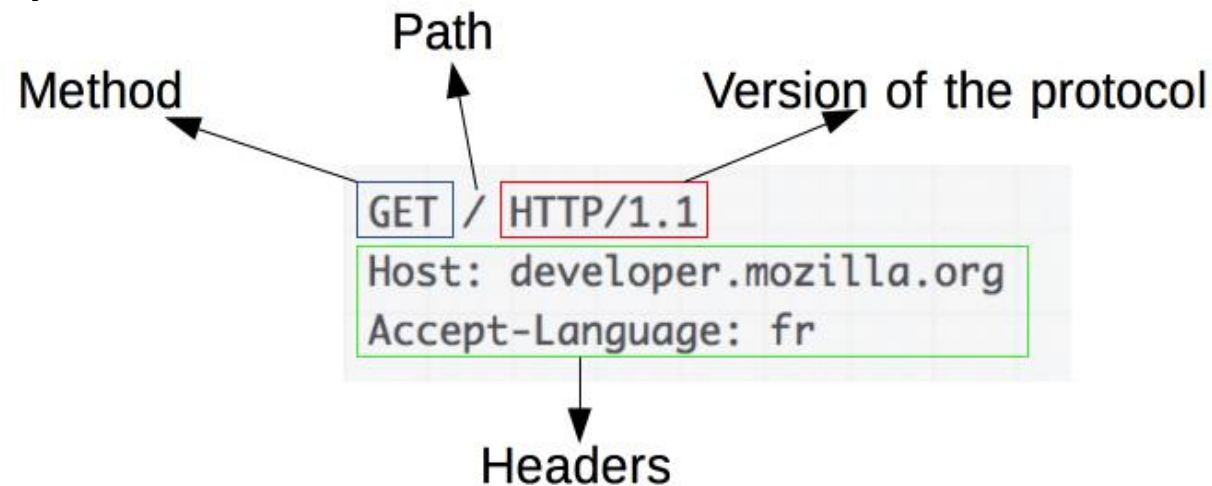 Path
Method
Version of the protocol
GET / HTTP/1.1
Host: developer.mozilla.org
Accept-Language: fr
Headers